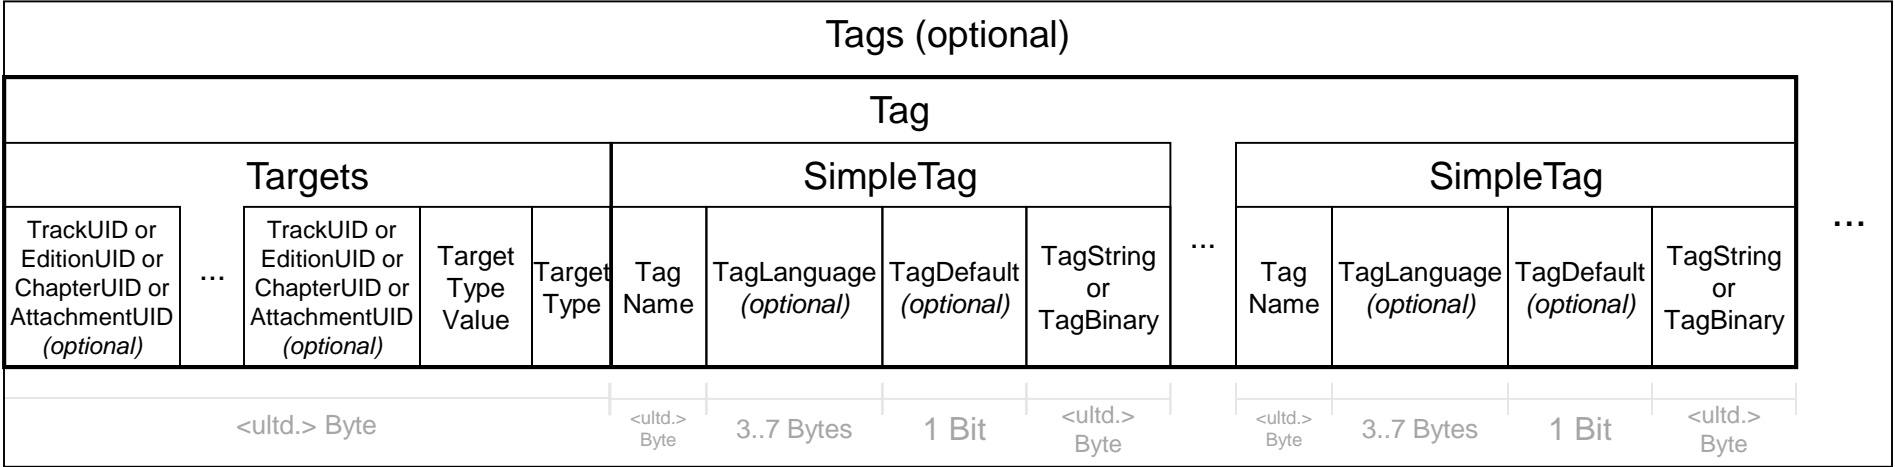 Tags (optional)
Tag
Targets
SimpleTag
SimpleTag
TrackUID or
EditionUID or
ChapterUID or
AttachmentUID
(optional)
...
TrackUID or
EditionUID or
ChapterUID or
AttachmentUID
(optional)
Target
Type
Value
Target
Type
Tag
Name
TagLanguage
(optional)
TagDefault
(optional)
TagString
or
TagBinary
...
Tag
Name
TagLanguage
(optional)
TagDefault
(optional)
TagString
or
TagBinary
...
<ultd.> Byte
<ultd.>
Byte
3..7 Bytes
1 Bit
<ultd.>
Byte
<ultd.>
Byte
3..7 Bytes
1 Bit
<ultd.>
Byte